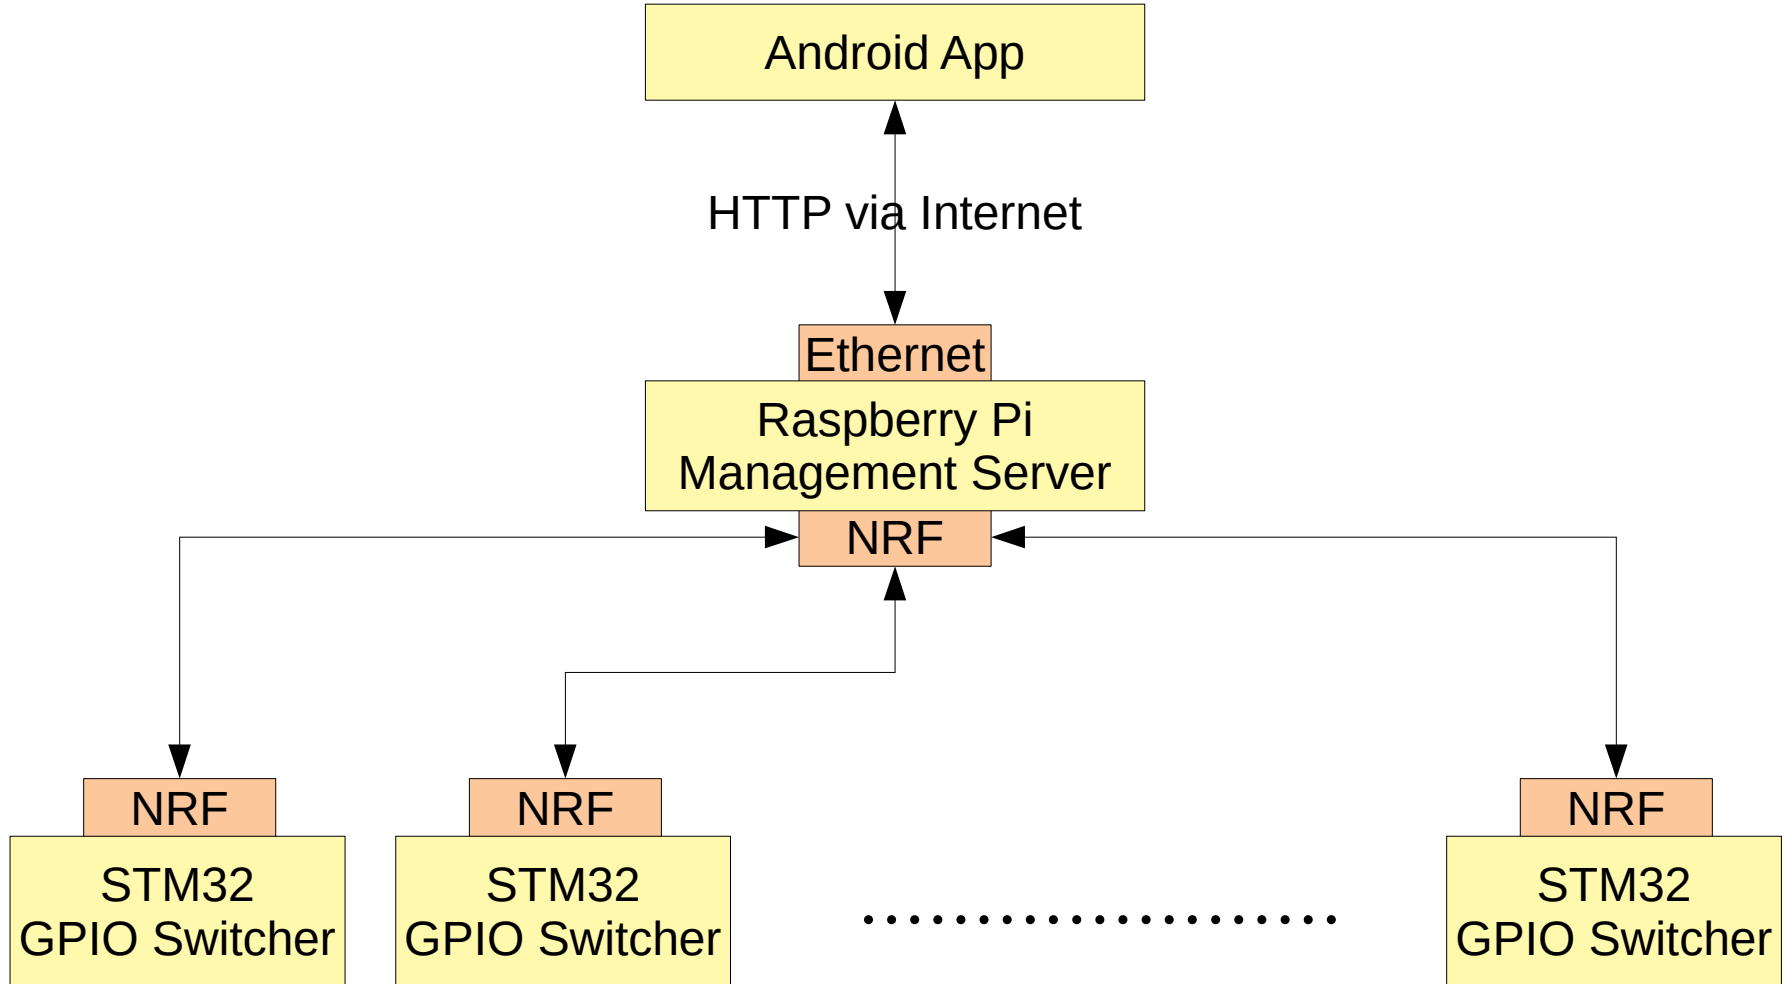 Android App
HTTP via Internet
Ethernet
Raspberry Pi
Management Server
NRF
NRF
NRF
NRF
STM32
GPIO Switcher
STM32
GPIO Switcher
STM32
GPIO Switcher